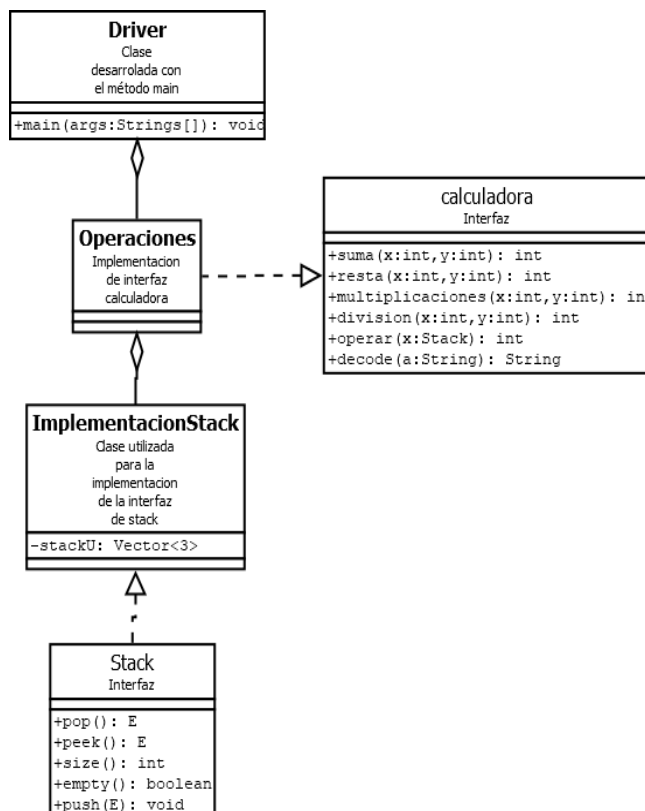 Driver
Clase
desarrolada con
el método main
+main(args:Strings[]): void
Operaciones
Implementacion
de interfaz
calculadora
calculadora
Interfaz
+suma(x:int,y:int): int
+resta(x:int,y:int): int
+multiplicaciones(x:int,y:int): in
+division(x:int,y:int): int
+operar(x:Stack): int
+decode(a:String): String
ImplementacionStack
Clase utilizada
para la
implementacion
de la interfaz
de stack
-stackU: Vector<3>
Stack
Interfaz
+pop(): E
+peek(): E
+size(): int
+empty(): boolean
+push(E): void